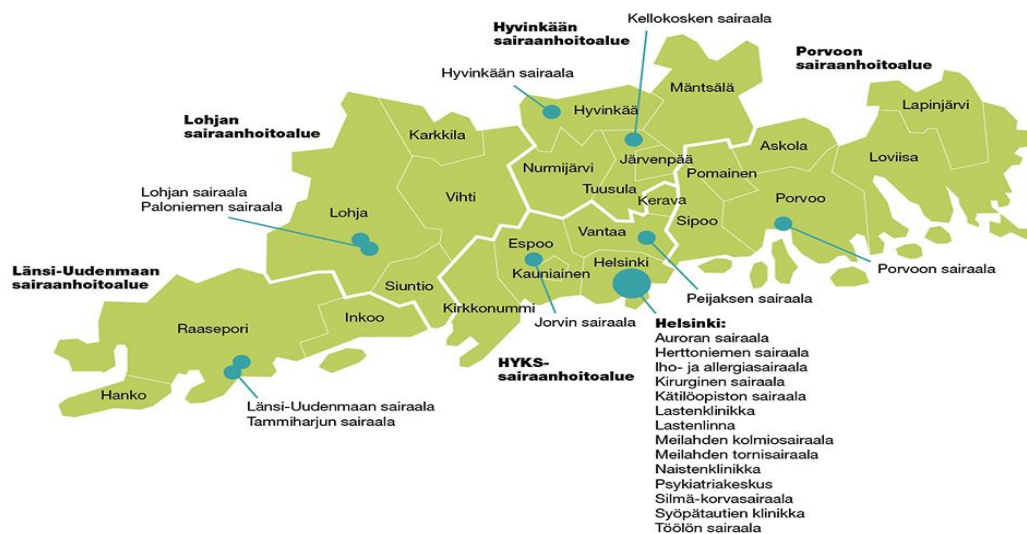 Kellokosken sairaala
Hyvinkään
sairaanhoitoalue
Porvoon
sairaanhoitoalue
Hyvinkään sairaala
Mäntsälä
Lapinjärvi
Hyvinkää
Lohjan
sairaanhoitoalue
Karkkila
Askola
Loviisa
Nurmijärvi
Järvenpää
Pornainen
Tuusula
Lohjan sairaala
Paloniemen sairaala
Vihti
Kerava
Porvoo
Lohja
Sipoo
Vantaa
Espoo
Helsinki
Länsi-Uudenmaan
sairaanhoitoalue
Kauniainen
Porvoon sairaala
Siuntio
Peijaksen sairaala
Kirkkonummi
Inkoo
Jorvin sairaala
Raasepori
HYKS-
sairaanhoitoalue
Hanko
Länsi-Uudenmaan sairaala
Tammiharjun sairaala
Helsinki:
Auroran sairaala
Herttoniemen sairaala
Iho- ja allergiasairaala
Kirurginen sairaala
Kätilöopiston sairaala
Lastenklinikka
Lastenlinna
Meilahden kolmiosairaala
Meilahden tornisairaala
Naistenklinikka
Psykiatriakeskus
Silmä-korvasairaala
Syöpätautien klinikka
Töölön sairaala